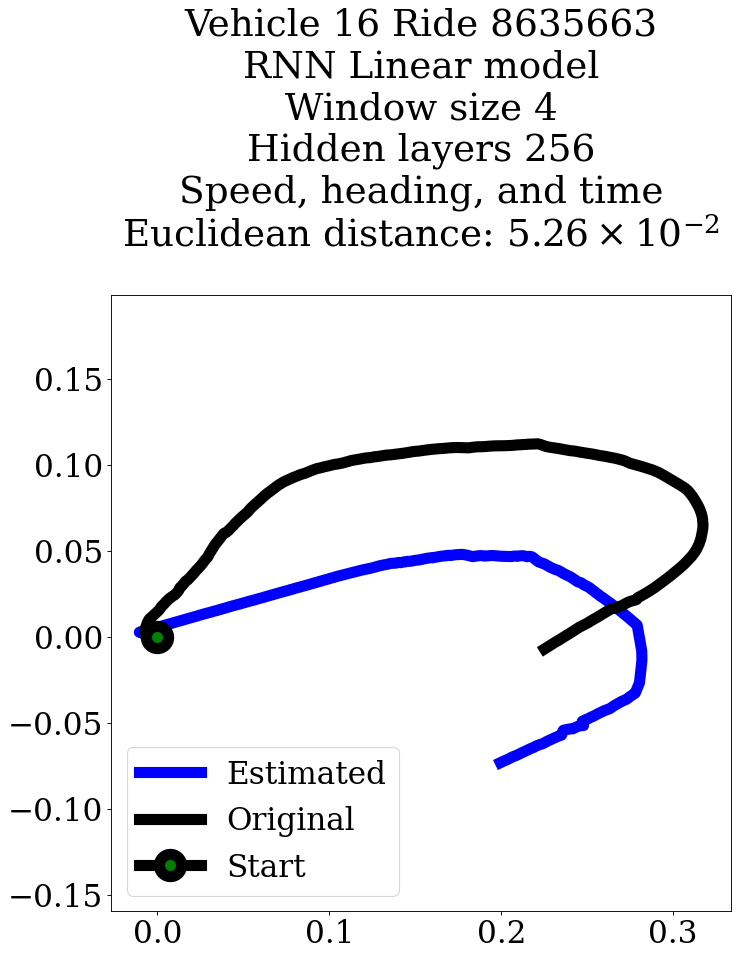 Vehicle 16 Ride 8635663
RNN Linear model
Window size 4
Hidden layers 256
Speed, heading, and time
Euclidean distance: 5.26 × 10⁻²
0.15
0.10
0.05
0.00
−0.05
−0.10
−0.15
Estimated
Original
Start
0.0 0.1 0.2 0.3